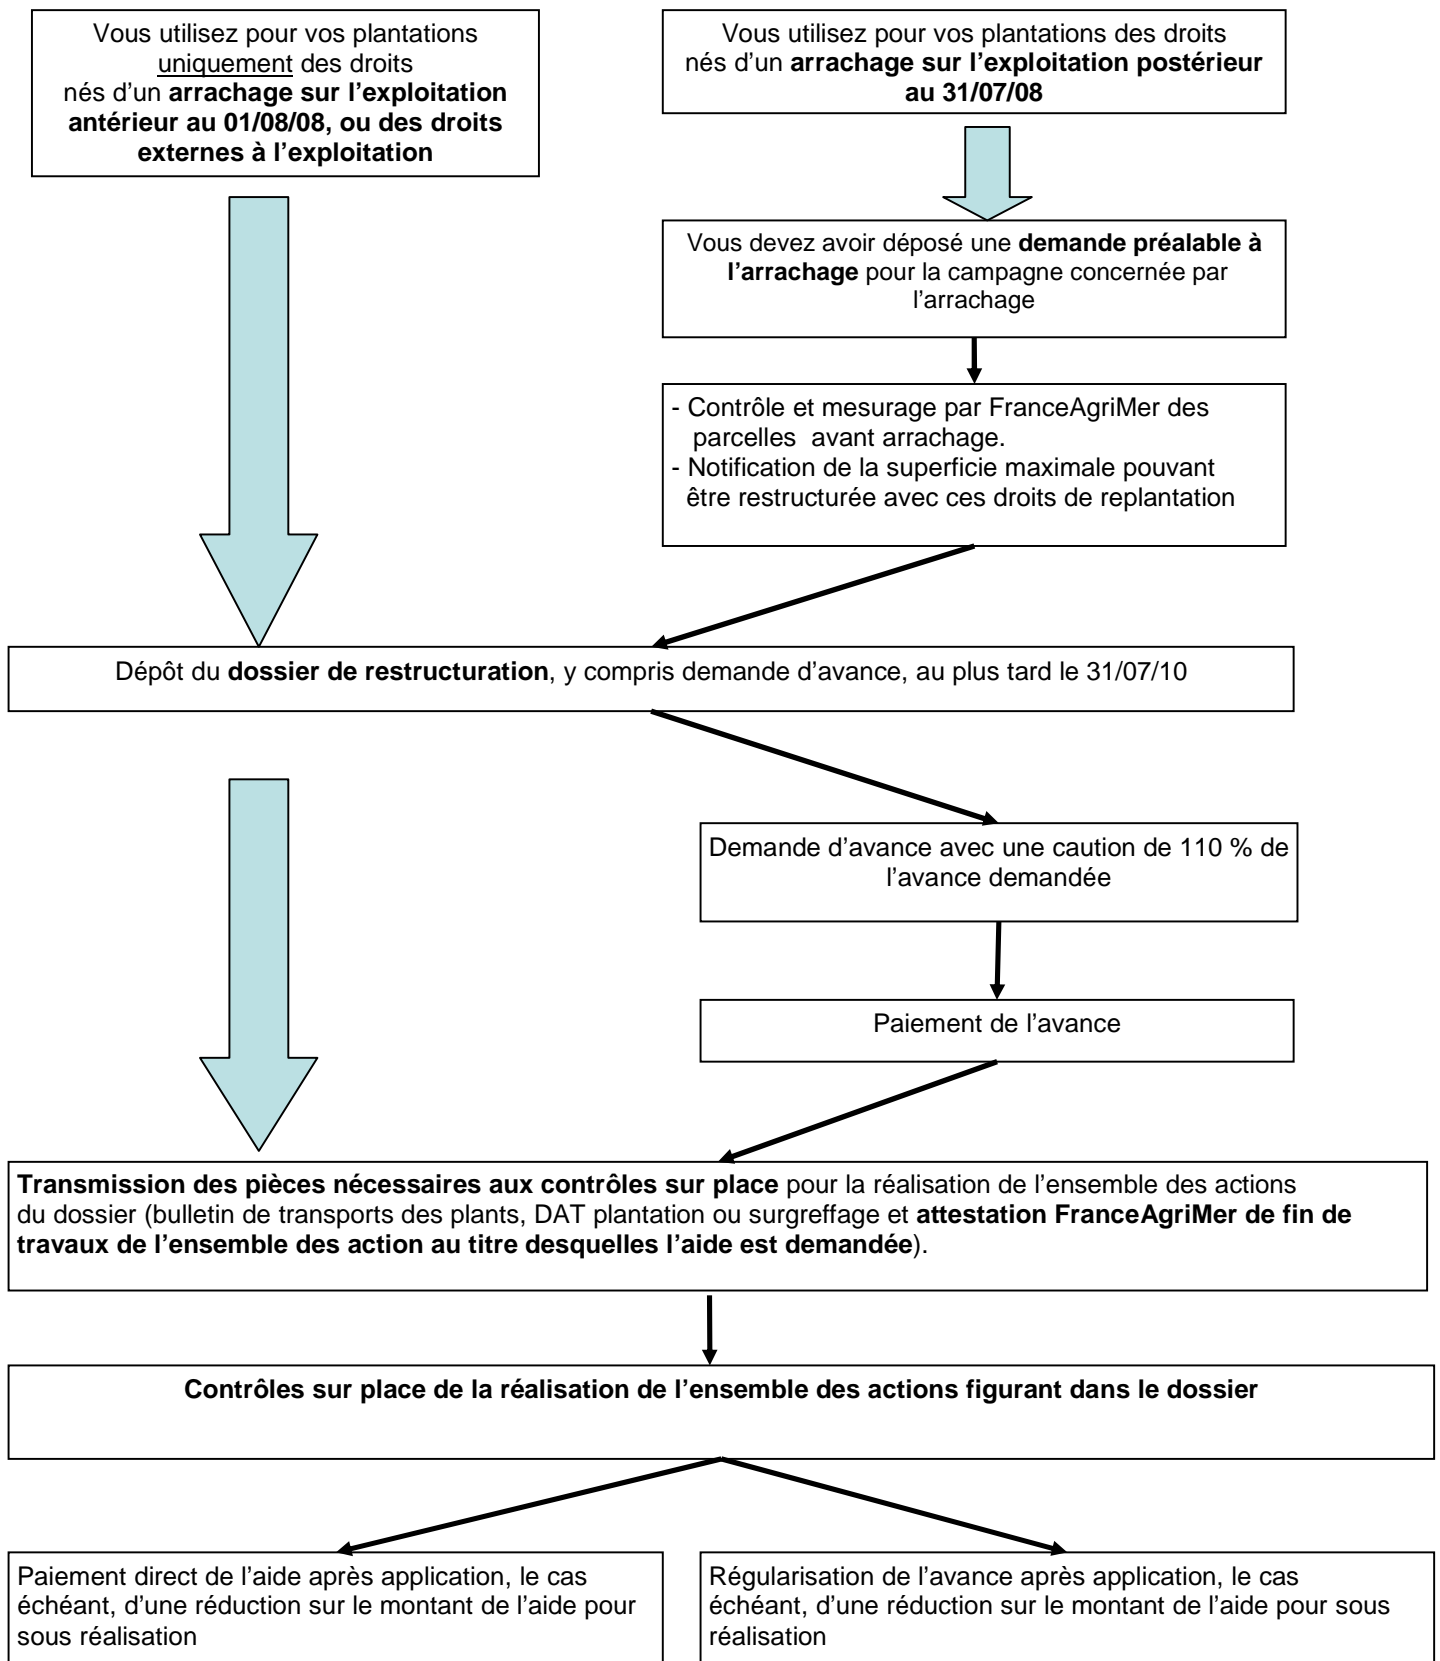 Vous utilisez pour vos plantations
uniquement des droits
nés d'un arrachage sur l'exploitation
antérieur au 01/08/08, ou des droits
externes à l'exploitation
Vous utilisez pour vos plantations des droits
nés d'un arrachage sur l'exploitation postérieur
au 31/07/08
Vous devez avoir déposé une demande préalable à
l'arrachage pour la campagne concernée par
l'arrachage
- Contrôle et mesurage par FranceAgriMer des
parcelles avant arrachage.
- Notification de la superficie maximale pouvant
être restructurée avec ces droits de replantation
Dépôt du dossier de restructuration, y compris demande d'avance, au plus tard le 31/07/10
Demande d'avance avec une caution de 110 % de
l'avance demandée
Paiement de l'avance
Transmission des pièces nécessaires aux contrôles sur place pour la réalisation de l'ensemble des actions
du dossier (bulletin de transports des plants, DAT plantation ou surgreffage et attestation FranceAgriMer de fin de
travaux de l'ensemble des action au titre desquelles l'aide est demandée).
Contrôles sur place de la réalisation de l'ensemble des actions figurant dans le dossier
Paiement direct de l'aide après application, le cas
échéant, d'une réduction sur le montant de l'aide pour
sous réalisation
Régularisation de l'avance après application, le cas
échéant, d'une réduction sur le montant de l'aide pour sous
réalisation